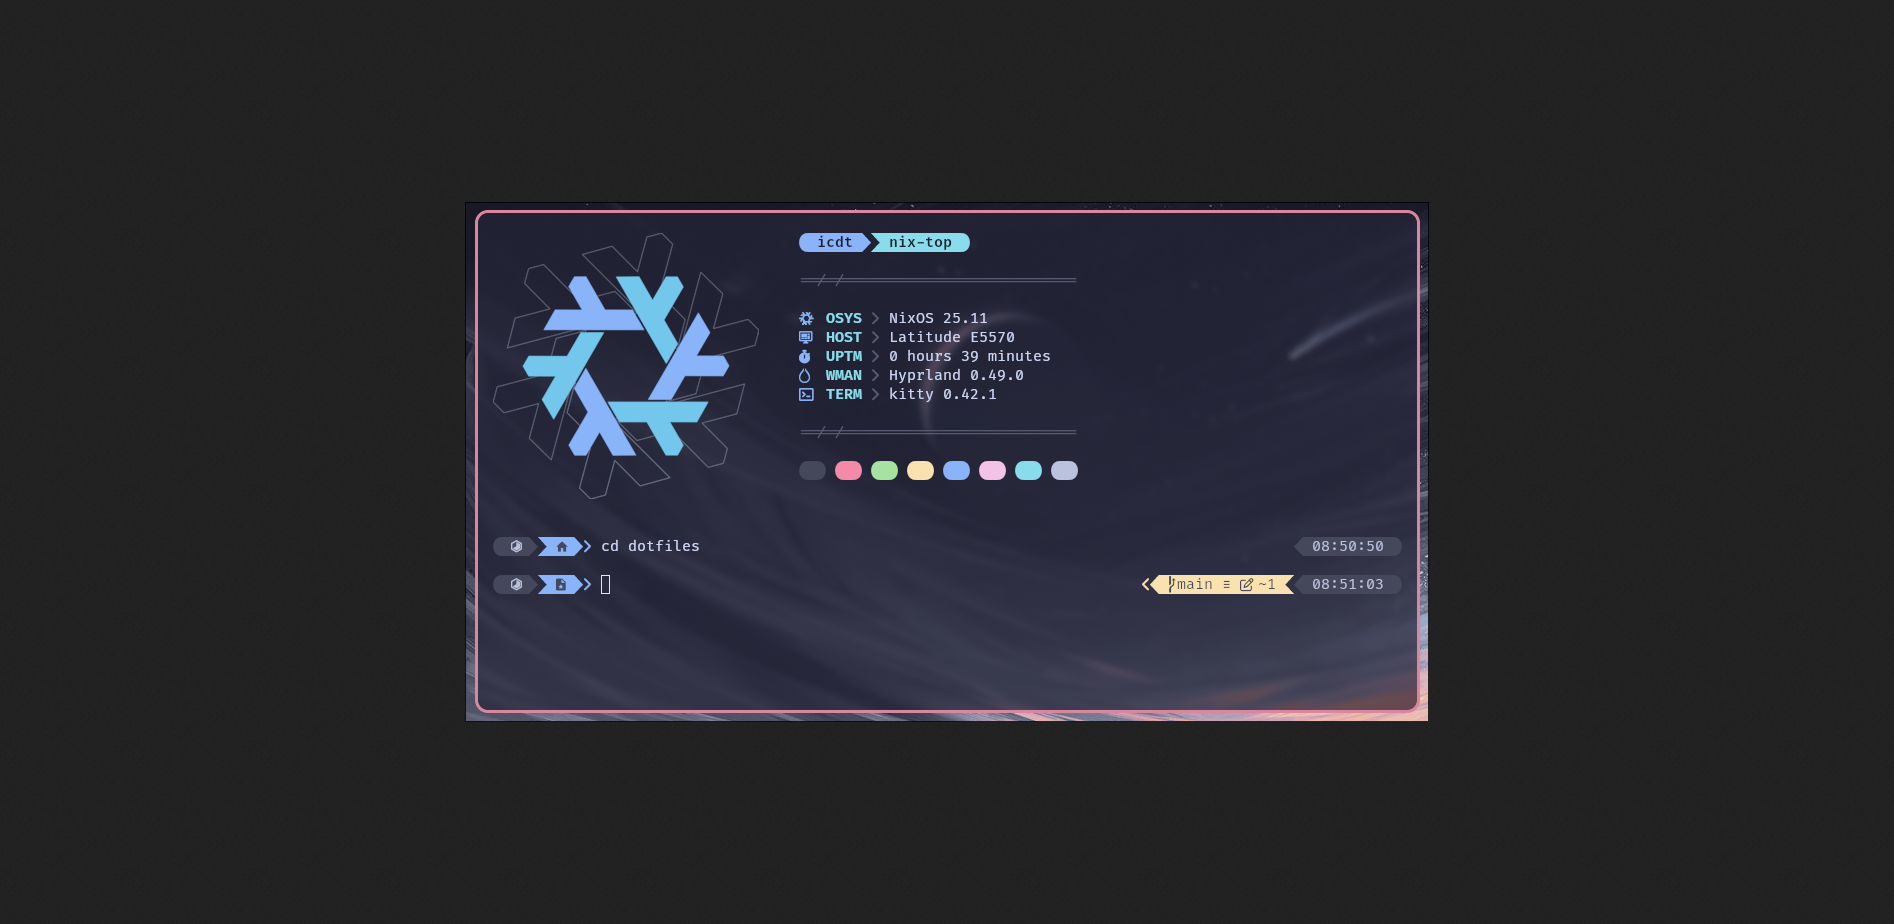 icdt nix-top
OSYS NixOS 25.11
HOST Latitude E5570
UPTM 0 hours 39 minutes
WMAN Hyprland 0.49.0
TERM kitty 0.42.1
cd dotfiles 08:50:50
main ≡ ~1 08:51:03